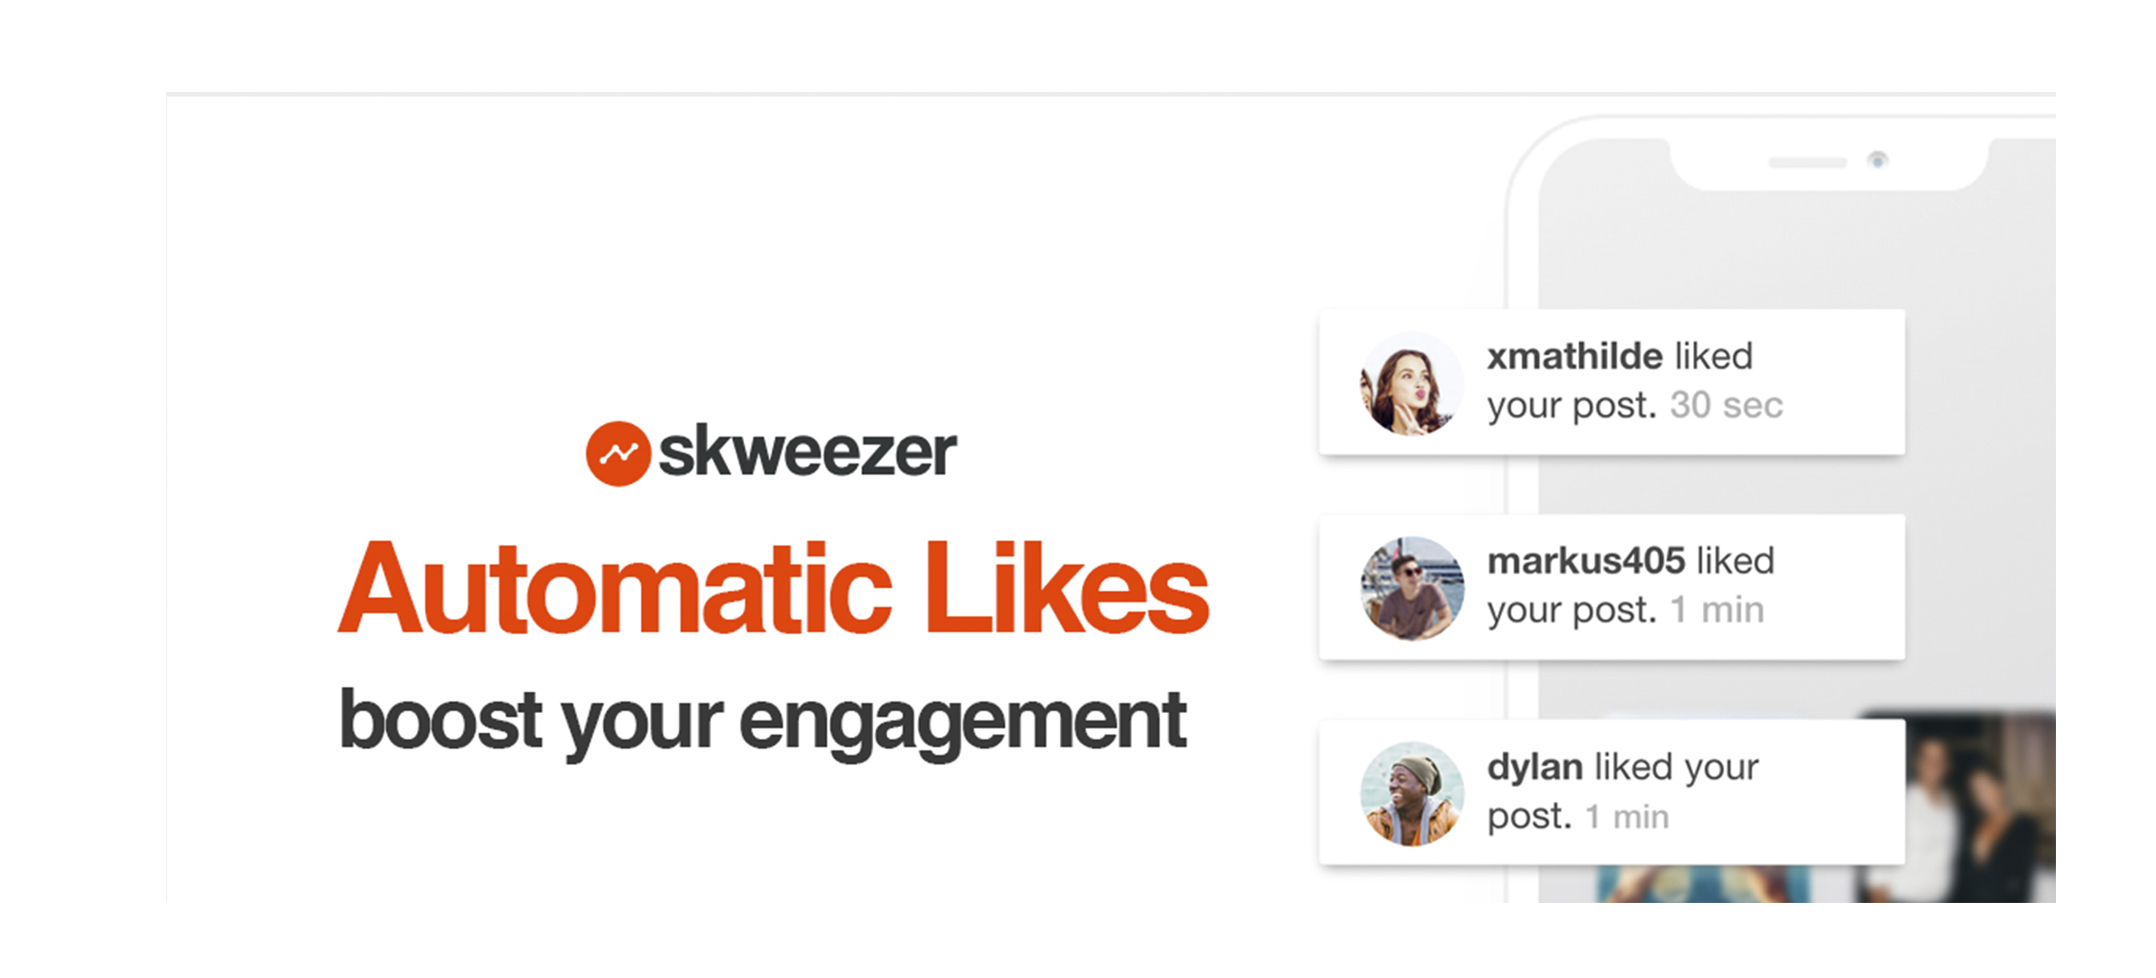 skweezer
Automatic Likes
boost your engagement
xmathilde liked
your post. 30 sec
markus405 liked
your post. 1 min
dylan liked your
post. 1 min